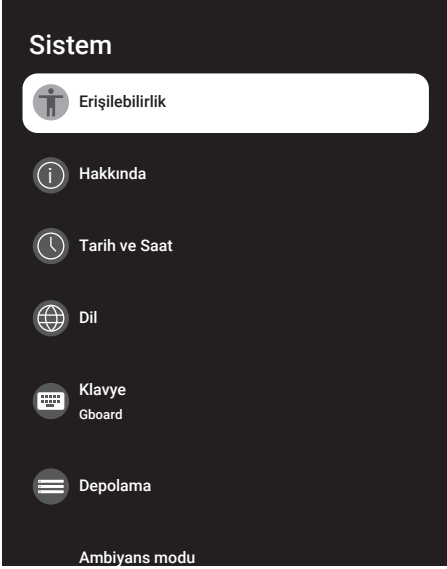 Sistem
Erişilebilirlik
Hakkında
Tarih ve Saat
Dil
Klavye
Gboard
Depolama
Ambiyans modu